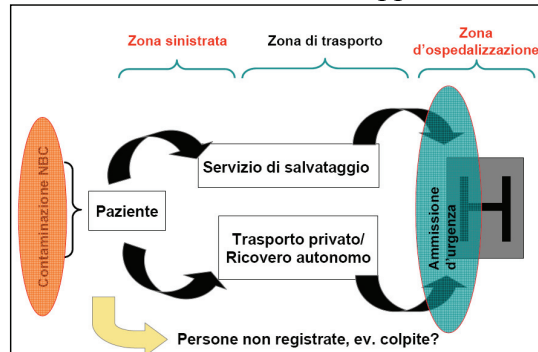 Zona sinistrata
Zona di trasporto
Zona
d'ospedalizzazione
Contaminazione NBC
Paziente
Servizio di salvataggio
Trasporto privato/
Ricovero autonomo
Ammissione
d'urgenza
H
Persone non registrate, ev. colpite?